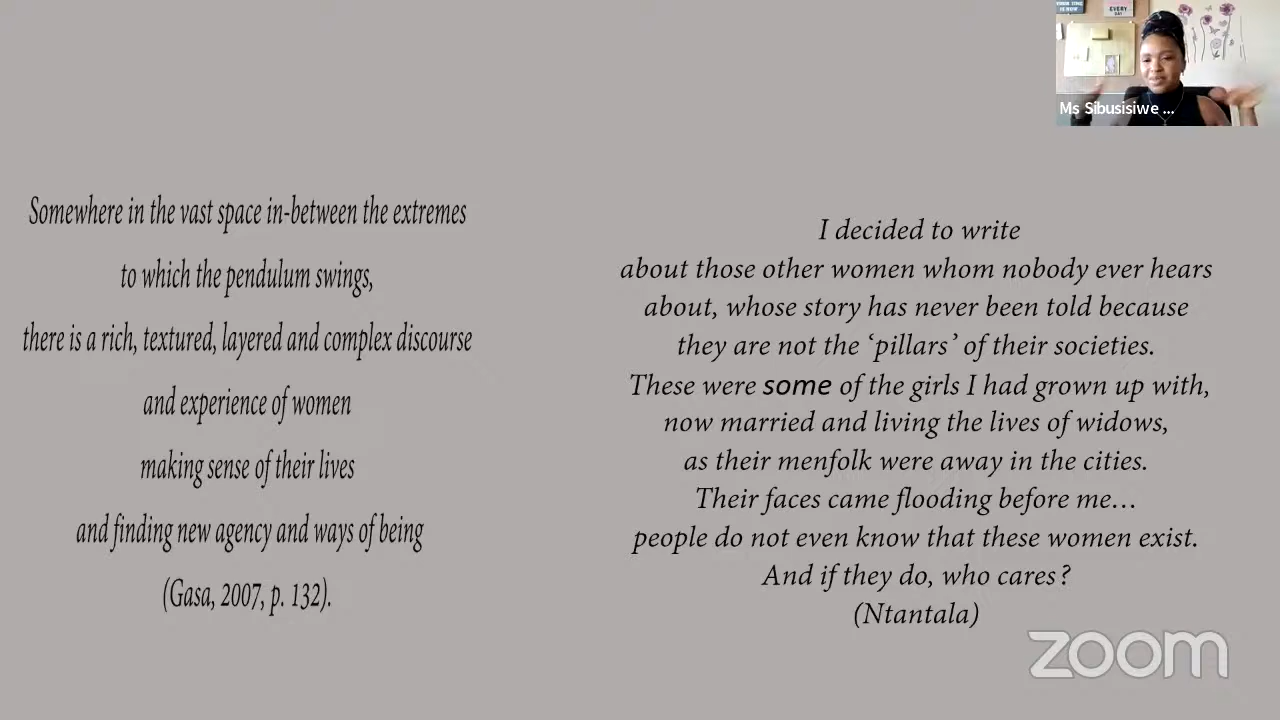 Somewhere in the vast space in-between the extremes
to which the pendulum swings,
there is a rich, textured, layered and complex discourse
and experience of women
making sense of their lives
and finding new agency and ways of being
(Gasa, 2007, p. 132).
I decided to write
about those other women whom nobody ever hears
about, whose story has never been told because
they are not the ‘pillars’ of their societies.
These were some of the girls I had grown up with,
now married and living the lives of widows,
as their menfolk were away in the cities.
Their faces came flooding before me…
people do not even know that these women exist.
And if they do, who cares?
(Ntantala)
EVERY
DAY
Ms Sibusisiwe ...
zoom